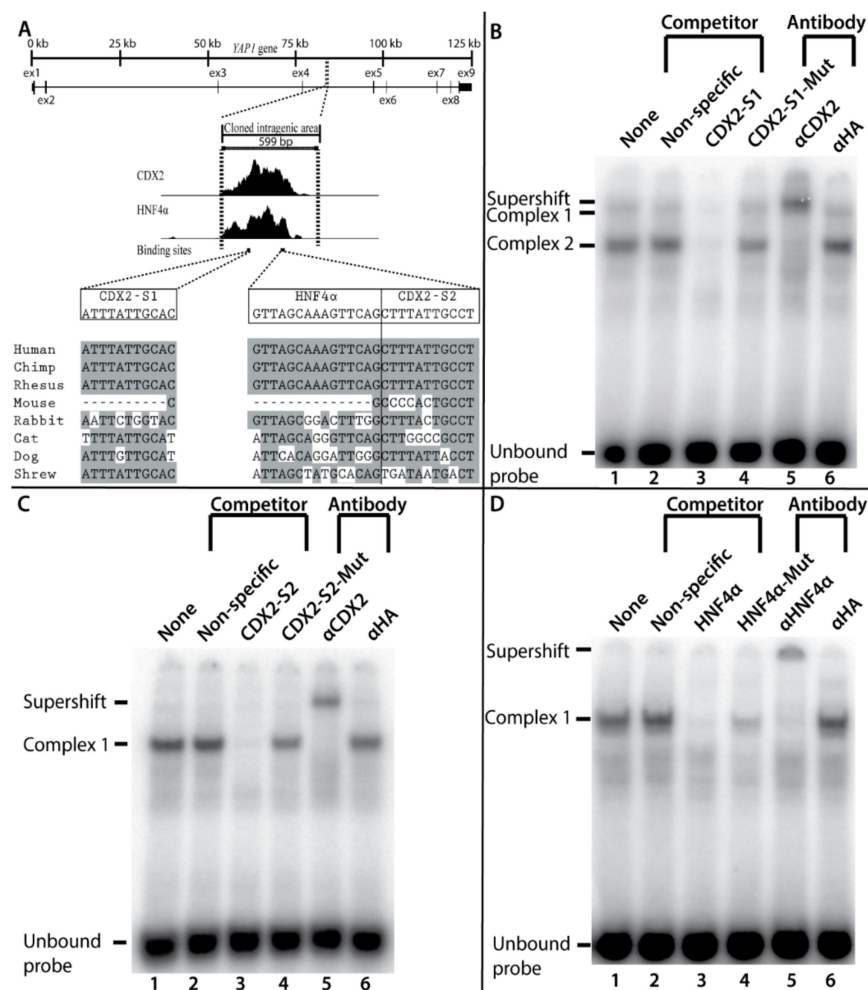 A
0 kb 25 kb 50 kb YAP1 gene 75 kb 100 kb 125 kb
ex1 ex3 ex4 ex5 ex7 ex9
ex2 ex6 ex8
Cloned intragenic area
599 bp
CDX2
HNF4α
Binding sites
CDX2-S1 HNF4α CDX2-S2
ATTTATTGCAC GTTAGCAAAGTTCAGCTTTATTGCCT
Human ATTTATTGCAC GTTAGCAAAGTTCAGCTTTATTGCCT
Chimp ATTTATTGCAC GTTAGCAAAGTTCAGCTTTATTGCCT
Rhesus ATTTATTGCAC GTTAGCAAAGTTCAGCTTTATTGCCT
Mouse ----------C --------------GCCCCACTGCCT
Rabbit AATTCTGGTAC GTTAGCGGACTTTGGCTTTACTGCCT
Cat TTTTATTGCAT ATTAGCAGGGTTCAGCTTGGCCGCCT
Dog ATTTGTTGCAT ATTCACAGGATTGGGCTTTATTACCT
Shrew ATTTATTGCAC ATTAGCTATGCACAGTGATAATGACT
B
Competitor Antibody
None Non-specific CDX2-S1 CDX2-S1-Mut αCDX2 αHA
Supershift
Complex 1
Complex 2
Unbound probe
1 2 3 4 5 6
C
Competitor Antibody
None Non-specific CDX2-S2 CDX2-S2-Mut αCDX2 αHA
Supershift
Complex 1
Unbound probe
1 2 3 4 5 6
D
Competitor Antibody
None Non-specific HNF4α HNF4α-Mut αHNF4α αHA
Supershift
Complex 1
Unbound probe
1 2 3 4 5 6